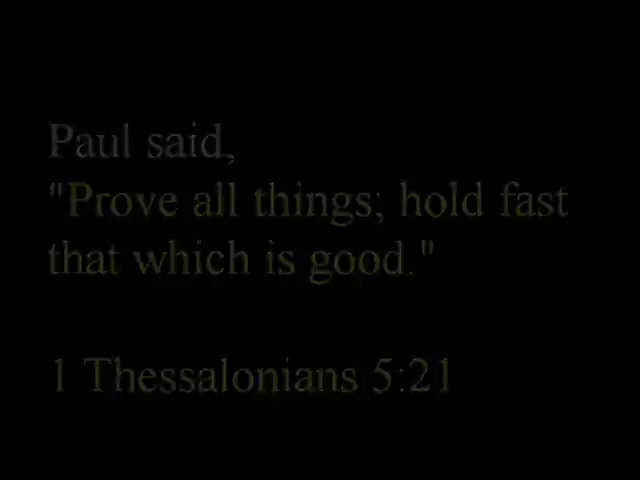 Paul said,
"Prove all things; hold fast
that which is good."
1 Thessalonians 5:21